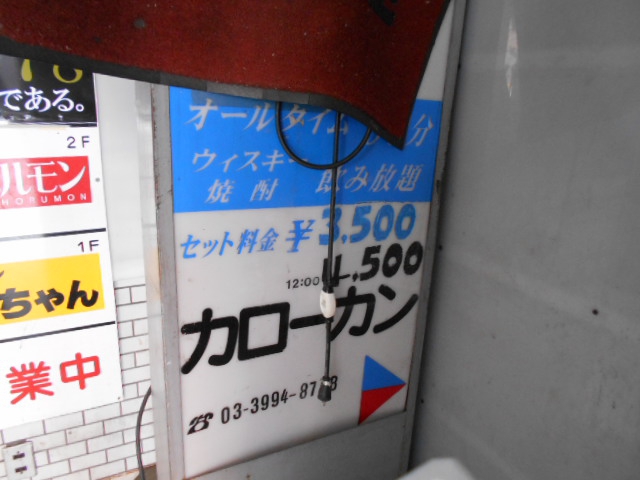 である。
2F
ルモン
HORUMON
1F
ちゃん
業中
オールタイム 分
ウィスキー
焼酎 飲み放題
セット料金 ¥3,500
12:00 4,500
カローカン
☎ 03-3994-87